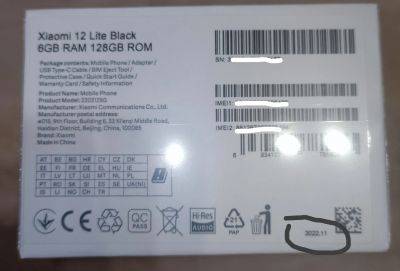 Xiaomi 12 Lite Black
6GB RAM 128GB ROM
Package contents: Mobile Phone / Adapter /
USB Type-C Cable / SIM Eject Tool /
Protective Case / Quick Start Guide /
Warranty Card / Safety Information
Product Name: Mobile Phone
Product Model: 2203129G
Manufacturer: Xiaomi Communications Co., Ltd.
Manufacturer postal address:
#019, 9th Floor, Building 6, 33 Xi'erqi Middle Road,
Haidian District, Beijing, China, 100085
Brand: Xiaomi
Made in China
SN: 3
IMEI1:
IMEI2:
6
AT BE BG HR CY CZ DK
EE FI FR DE EL HU IE
IT LV LT LU MT NL PL
PT RO SK SI ES SE UK(NI)
IS LI NO CH TR
CE
QC
PASS
Hi-Res
AUDIO
21
PAP
2022.11